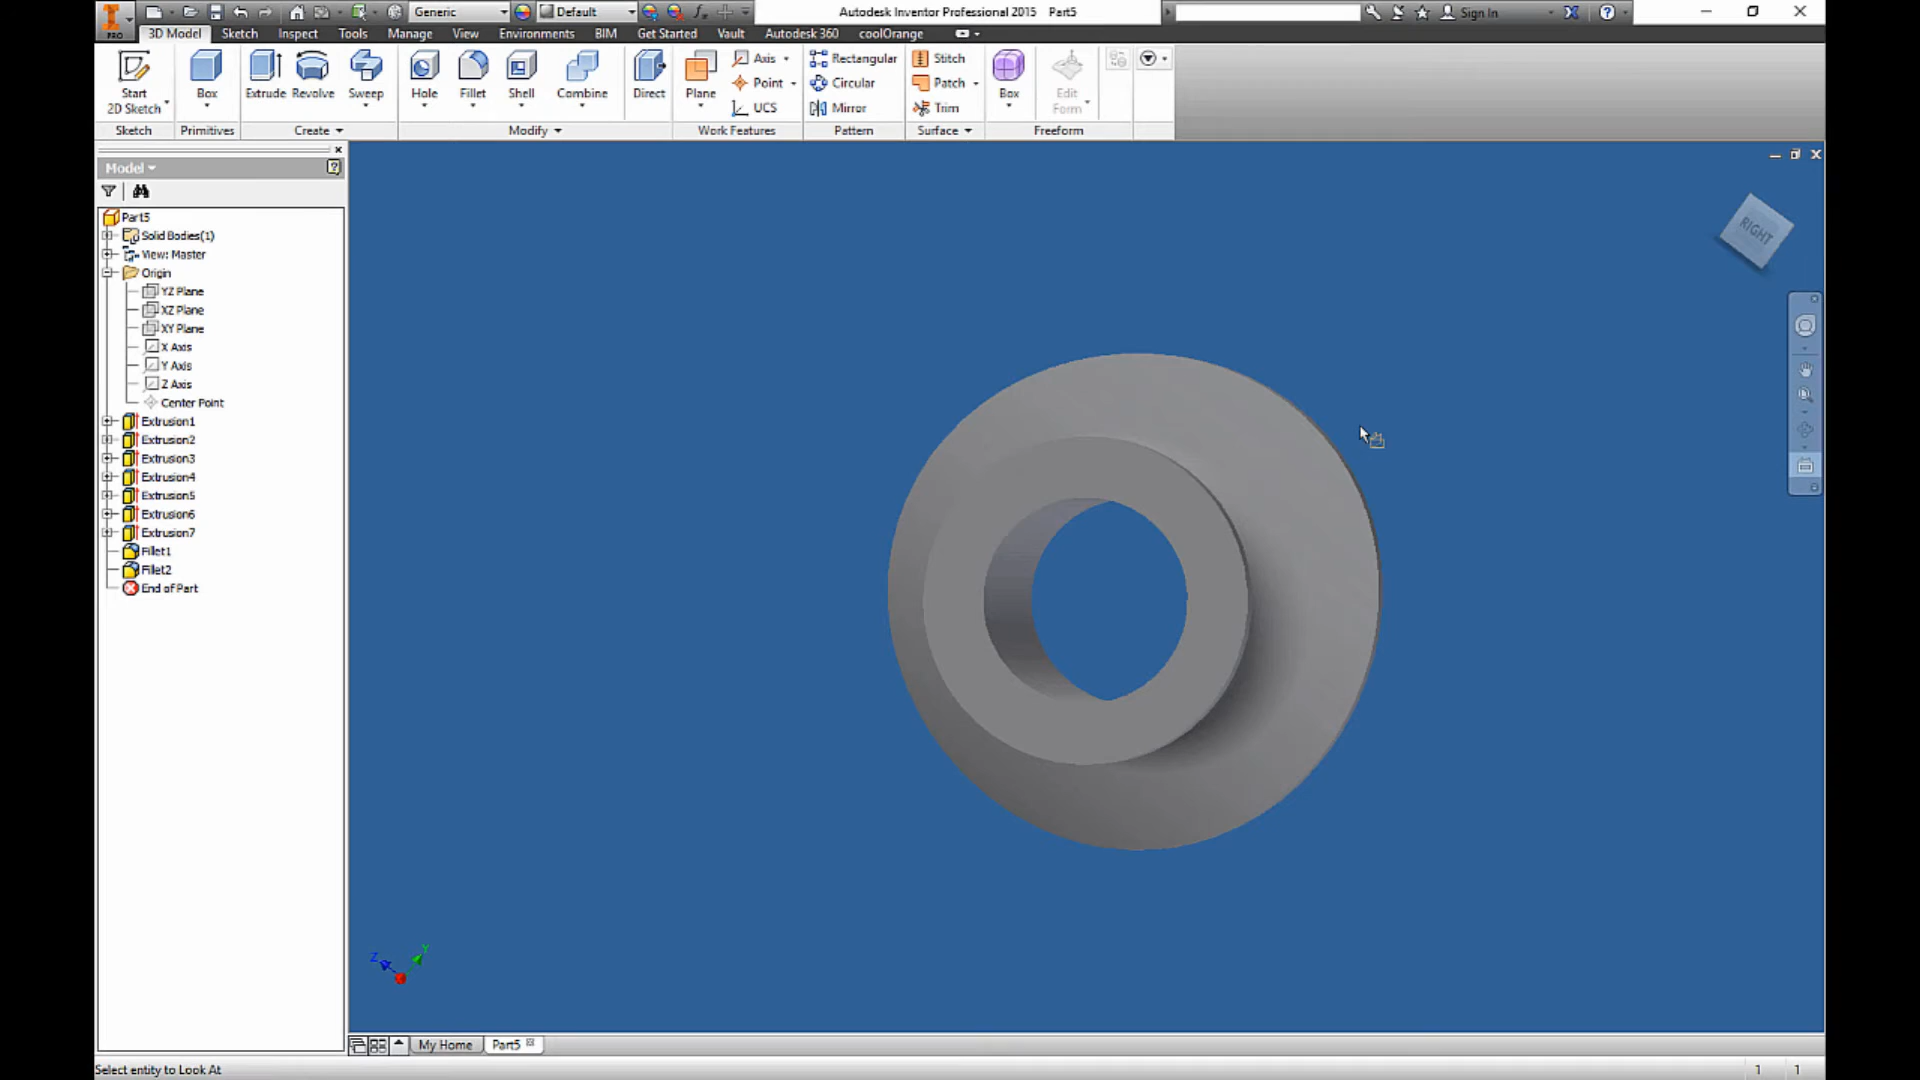 Generic
Default
Autodesk Inventor Professional 2015 Part5
Sign In
PRO
3D Model
Sketch
Inspect
Tools
Manage
View
Environments
BIM
Get Started
Vault
Autodesk 360
coolOrange
Start
2D Sketch
Box
Extrude
Revolve
Sweep
Hole
Fillet
Shell
Combine
Direct
Plane
Axis
Point
UCS
Rectangular
Circular
Mirror
Stitch
Patch
Trim
Box
Edit
Form
Sketch
Primitives
Create
Modify
Work Features
Pattern
Surface
Freeform
Model
Part5
Solid Bodies(1)
View: Master
Origin
YZ Plane
XZ Plane
XY Plane
X Axis
Y Axis
Z Axis
Center Point
Extrusion1
Extrusion2
Extrusion3
Extrusion4
Extrusion5
Extrusion6
Extrusion7
Fillet1
Fillet2
End of Part
RIGHT
Z
Y
My Home
Part5
Select entity to Look At
1
1